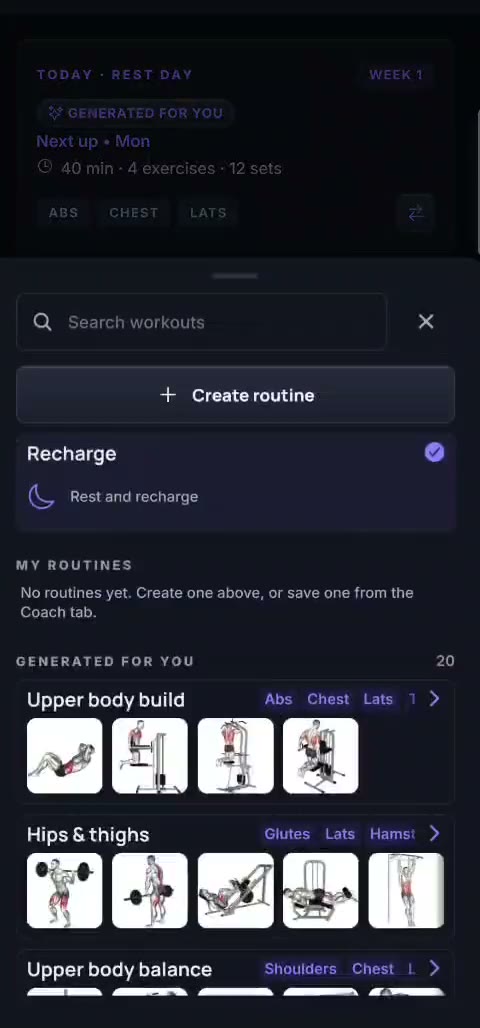 TODAY · REST DAY
WEEK 1
GENERATED FOR YOU
Next up • Mon
40 min · 4 exercises · 12 sets
ABS CHEST LATS
Search workouts
Create routine
Recharge
Rest and recharge
MY ROUTINES
No routines yet. Create one above, or save one from the
Coach tab.
GENERATED FOR YOU
20
Upper body build
Abs Chest Lats
Hips & thighs
Glutes Lats Hamst
Upper body balance
Shoulders Chest L